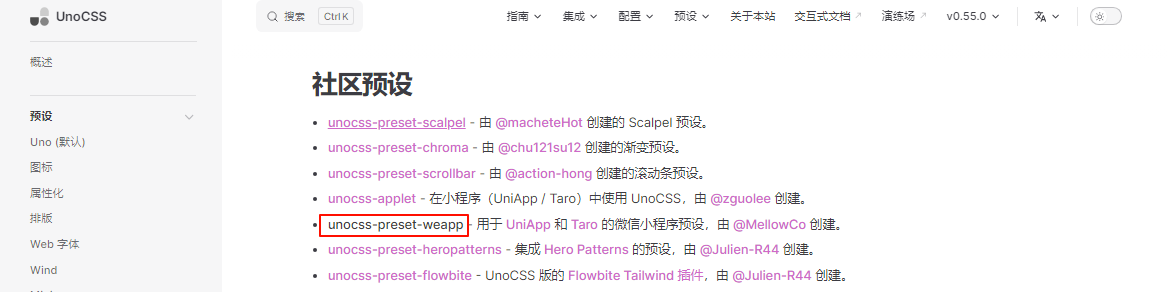 UnoCSS
搜索 Ctrl K
指南 集成 配置 预设 关于本站 交互式文档 演练场 v0.55.0
概述
预设
Uno (默认)
图标
属性化
排版
Web 字体
Wind
社区预设
unocss-preset-scalpel - 由 @macheteHot 创建的 Scalpel 预设。
unocss-preset-chroma - 由 @chu121su12 创建的渐变预设。
unocss-preset-scrollbar - 由 @action-hong 创建的滚动条预设。
unocss-applet - 在小程序（UniApp / Taro）中使用 UnoCSS，由 @zguolee 创建。
unocss-preset-weapp - 用于 UniApp 和 Taro 的微信小程序预设，由 @MellowCo 创建。
unocss-preset-heropatterns - 集成 Hero Patterns 的预设，由 @Julien-R44 创建。
unocss-preset-flowbite - UnoCSS 版的 Flowbite Tailwind 插件，由 @Julien-R44 创建。